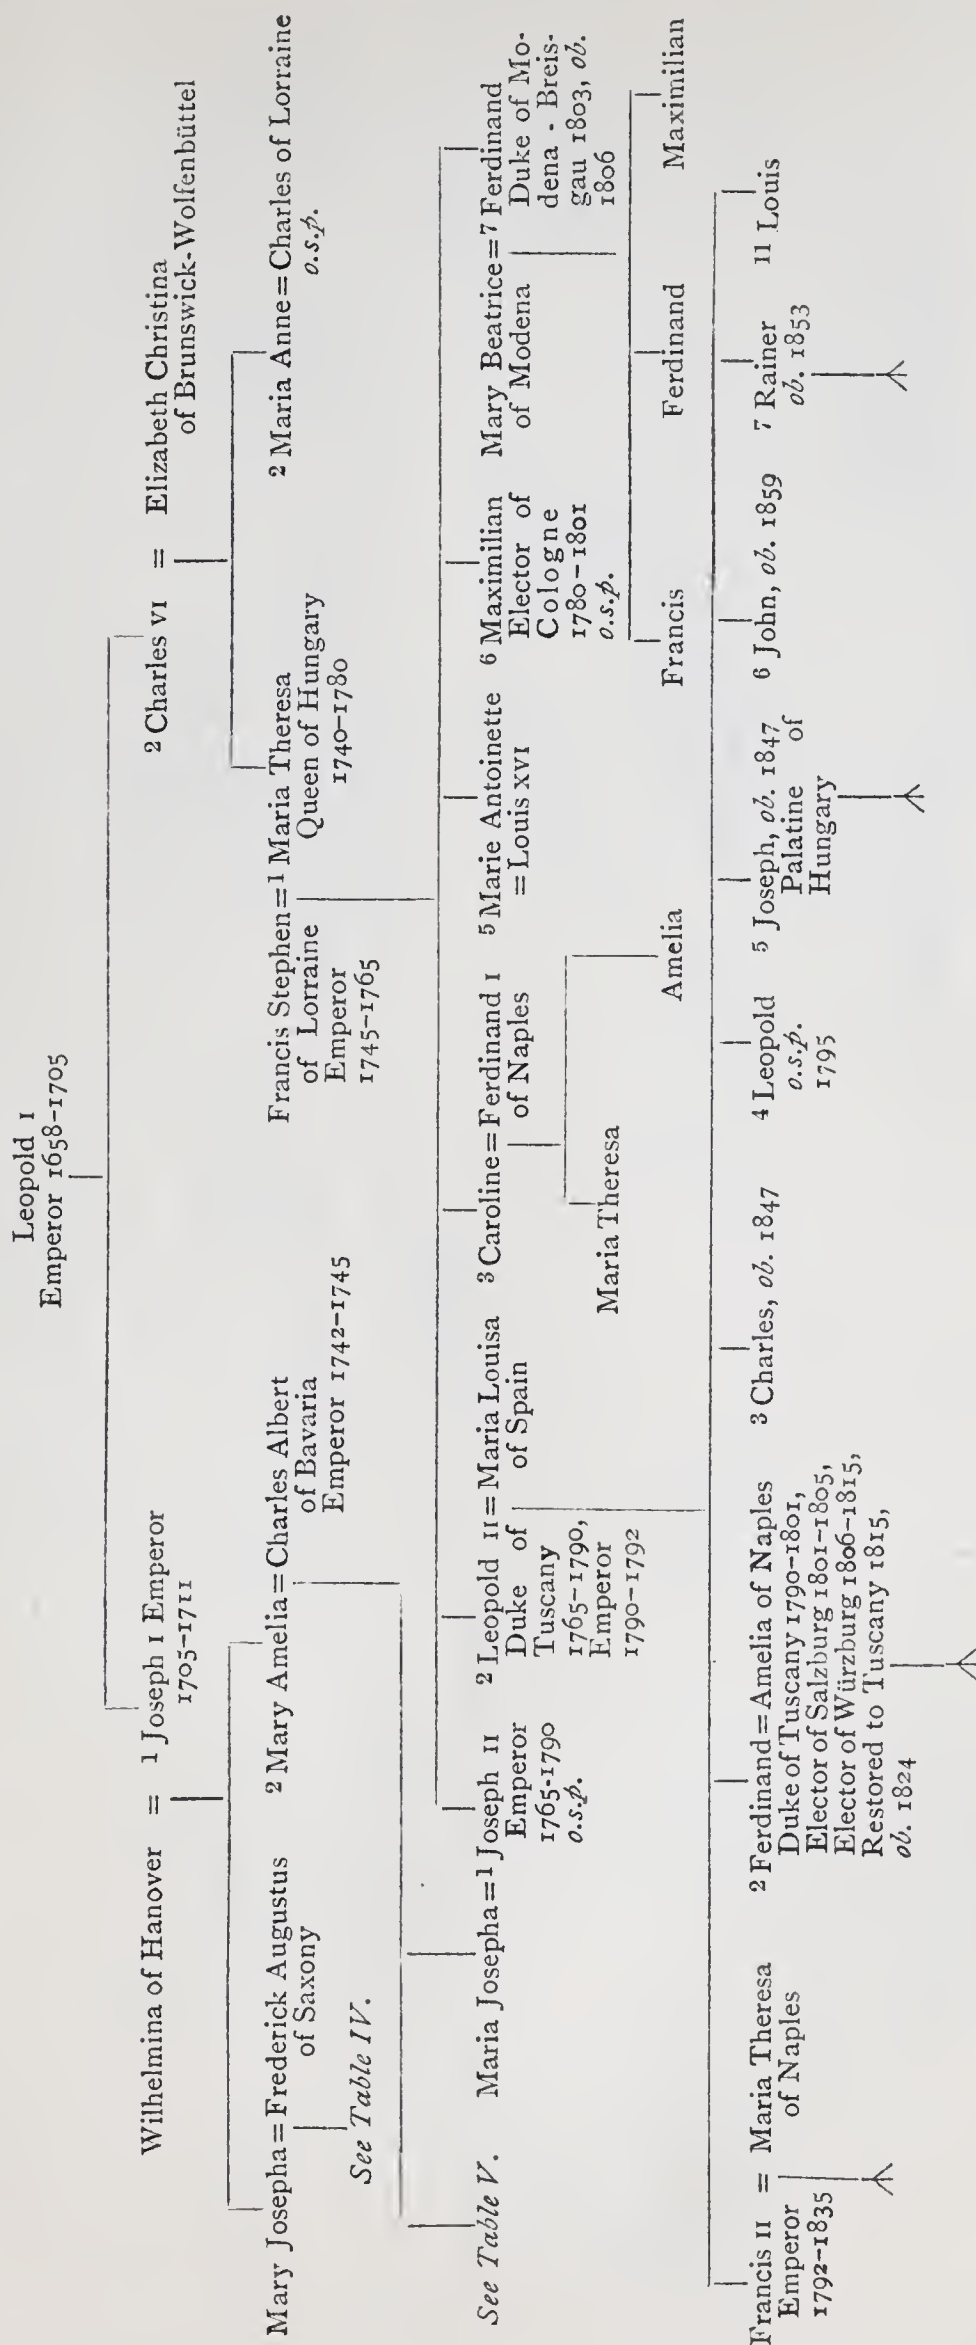 Leopold I
Emperor 1658-1705
Wilhelmina of Hanover = 1 Joseph I Emperor
1705-1711
2 Charles VI = Elizabeth Christina
of Brunswick-Wolfenbüttel
Mary Josepha=Frederick Augustus
of Saxony
See Table IV.
2 Mary Amelia=Charles Albert
of Bavaria
Emperor 1742-1745
Francis Stephen=1 Maria Theresa
of Lorraine
Emperor
1745-1765
Queen of Hungary
1740-1780
2 Maria Anne=Charles of Lorraine
o.s.p.
See Table V.
Maria Josepha=1 Joseph II
Emperor
1765-1790
o.s.p.
2 Leopold II=Maria Louisa
Duke of
Tuscany
1765-1790,
Emperor
1790-1792
of Spain
3 Caroline=Ferdinand I
of Naples
5 Marie Antoinette
=Louis XVI
6 Maximilian
Elector of
Cologne
1780-1801
o.s.p.
Mary Beatrice=7 Ferdinand
of Modena
Duke of Mo-
dena - Breis-
gau 1803, ob.
1806
Maria Theresa
Amelia
Francis
Ferdinand
Maximilian
Francis II = Maria Theresa
Emperor
1792-1835
of Naples
2 Ferdinand=Amelia of Naples
Duke of Tuscany 1790-1801,
Elector of Salzburg 1801-1805,
Elector of Würzburg 1806-1815,
Restored to Tuscany 1815,
ob. 1824
3 Charles, ob. 1847
4 Leopold
o.s.p.
1795
5 Joseph, ob. 1847
Palatine of
Hungary
6 John, ob. 1859
7 Rainer
ob. 1853
11 Louis